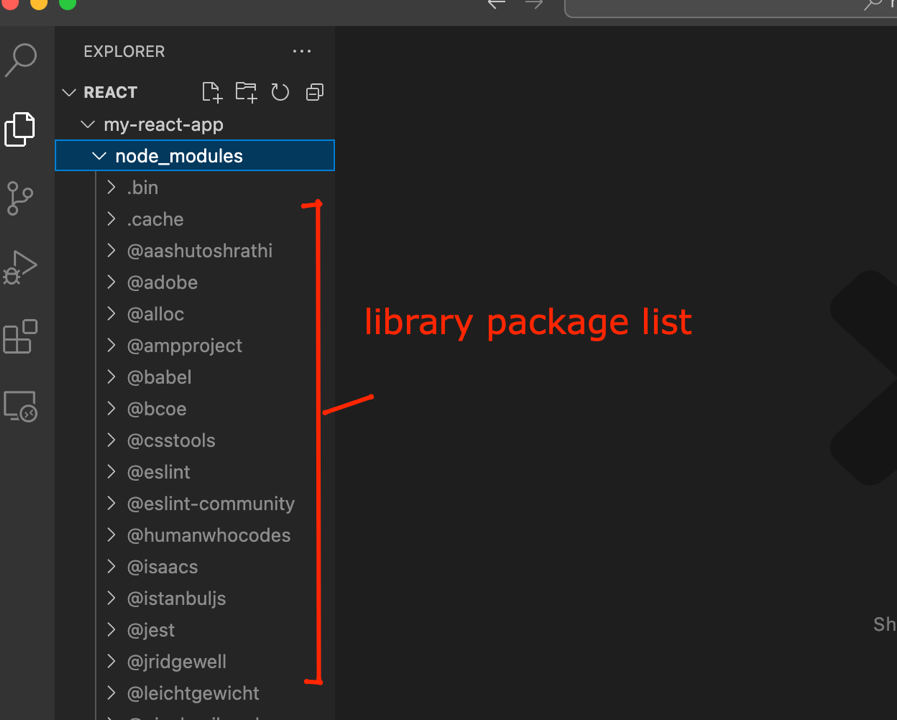 EXPLORER
REACT
my-react-app
node_modules
.bin
.cache
@aashutoshrathi
@adobe
@alloc
@ampproject
@babel
@bcoe
@csstools
@eslint
@eslint-community
@humanwhocodes
@isaacs
@istanbuljs
@jest
@jridgewell
@leichtgewicht
library package list
Sh